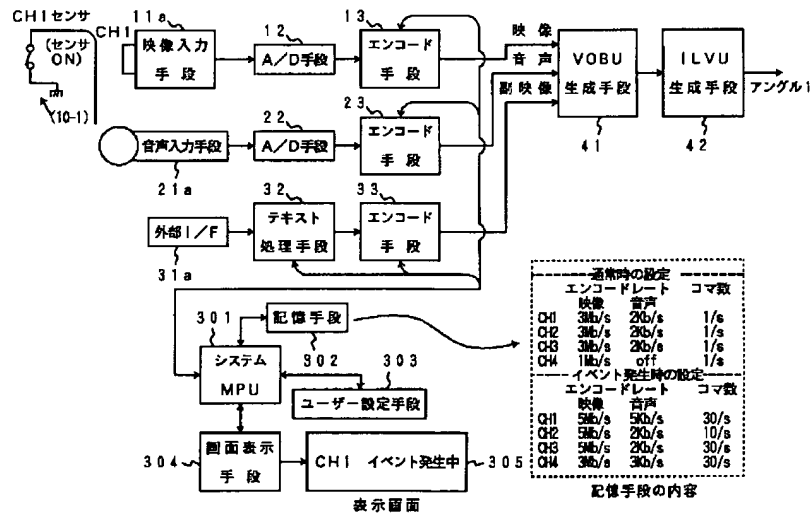 CH1センサ
(センサ
ON)
(10-1)
CH1
11a
映像入力
手段
12
A/D手段
13
エンコード
手段
映像
音声
副映像
VOBU
生成手段
41
ILVU
生成手段
42
アングル1
音声入力手段
21a
22
A/D手段
23
エンコード
手段
外部I/F
31a
32
テキスト
処理手段
33
エンコード
手段
301
システム
MPU
記憶手段
302
303
ユーザー設定手段
304
画面表示
手段
CH1 イベント発生中
305
表示画面
通常時の設定
エンコードレート コマ数
映像 音声
CH1 3Mb/s 2Kb/s 1/s
CH2 3Mb/s 2Kb/s 1/s
CH3 3Mb/s 2Kb/s 1/s
CH4 1Mb/s off 1/s
イベント発生時の設定
エンコードレート コマ数
映像 音声
CH1 5Mb/s 5Kb/s 30/s
CH2 5Mb/s 2Kb/s 10/s
CH3 5Mb/s 2Kb/s 30/s
CH4 3Mb/s 3Kb/s 30/s
記憶手段の内容